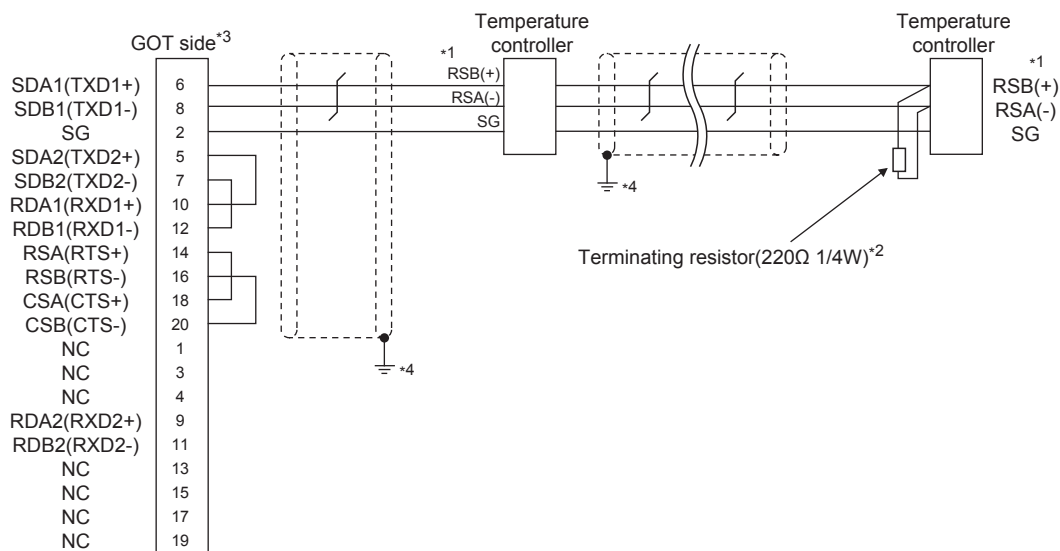 Temperature controller
Temperature controller
GOT side*3
*1
*1
SDA1(TXD1+) 6 RSB(+) RSB(+)
SDB1(TXD1-) 8 RSA(-) RSA(-)
SG 2 SG SG
SDA2(TXD2+) 5
SDB2(TXD2-) 7
*4
RDA1(RXD1+) 10
RDB1(RXD1-) 12
RSA(RTS+) 14
Terminating resistor(220Ω 1/4W)*2
RSB(RTS-) 16
CSA(CTS+) 18
CSB(CTS-) 20
NC 1
*4
NC 3
NC 4
RDA2(RXD2+) 9
RDB2(RXD2-) 11
NC 13
NC 15
NC 17
NC 19